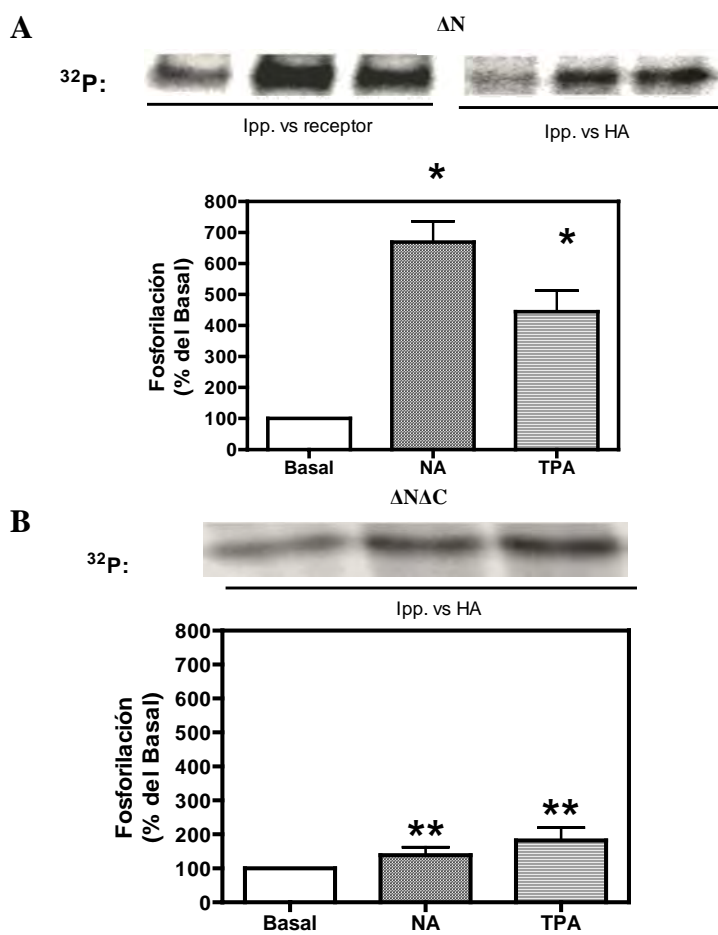 A
ΔN
³²P:
Ipp. vs receptor
Ipp. vs HA
*
*
Fosforilación
(% del Basal)
800
700
600
500
400
300
200
100
0
Basal
NA
TPA
ΔNΔC
B
³²P:
Ipp. vs HA
Fosforilación
(% del Basal)
800
700
600
500
400
300
200
100
0
**
**
Basal
NA
TPA